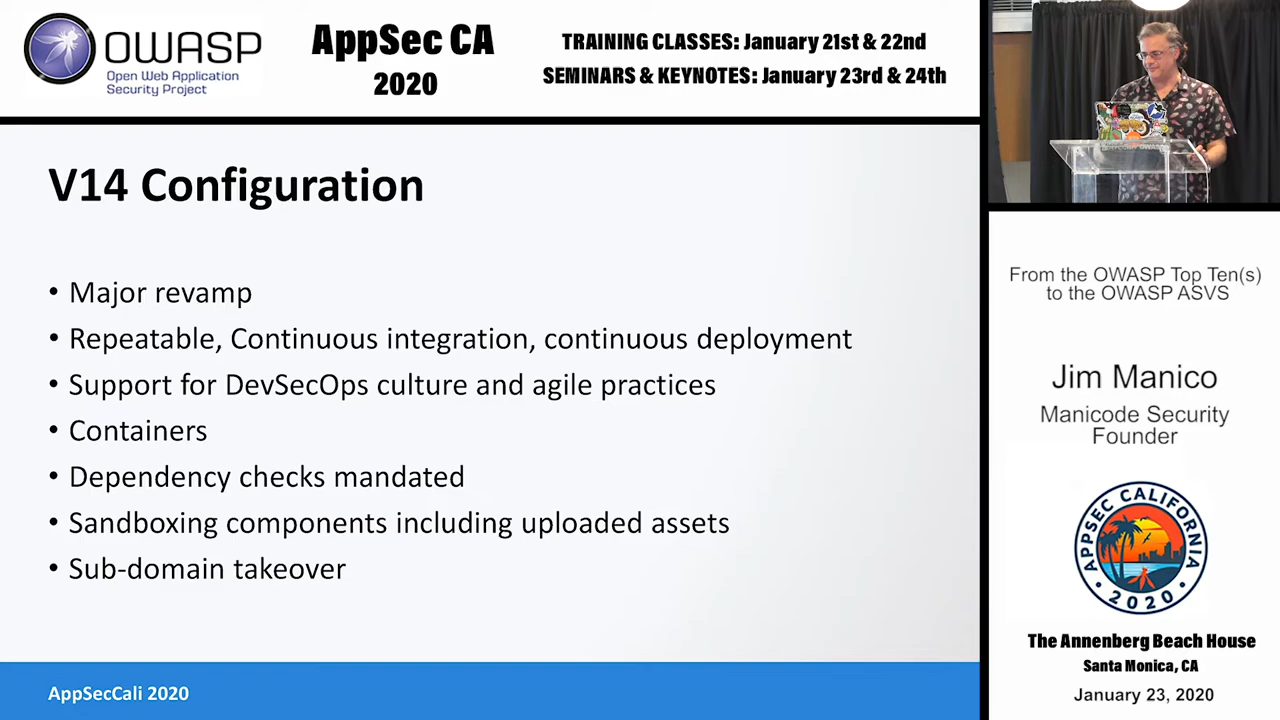 OWASP
Open Web Application
Security Project
AppSec CA
2020
TRAINING CLASSES: January 21st & 22nd
SEMINARS & KEYNOTES: January 23rd & 24th
V14 Configuration
• Major revamp
• Repeatable, Continuous integration, continuous deployment
• Support for DevSecOps culture and agile practices
• Containers
• Dependency checks mandated
• Sandboxing components including uploaded assets
• Sub-domain takeover
AppSecCali 2020
From the OWASP Top Ten(s)
to the OWASP ASVS
Jim Manico
Manicode Security
Founder
APPSEC CALIFORNIA
2020
The Annenberg Beach House
Santa Monica, CA
January 23, 2020